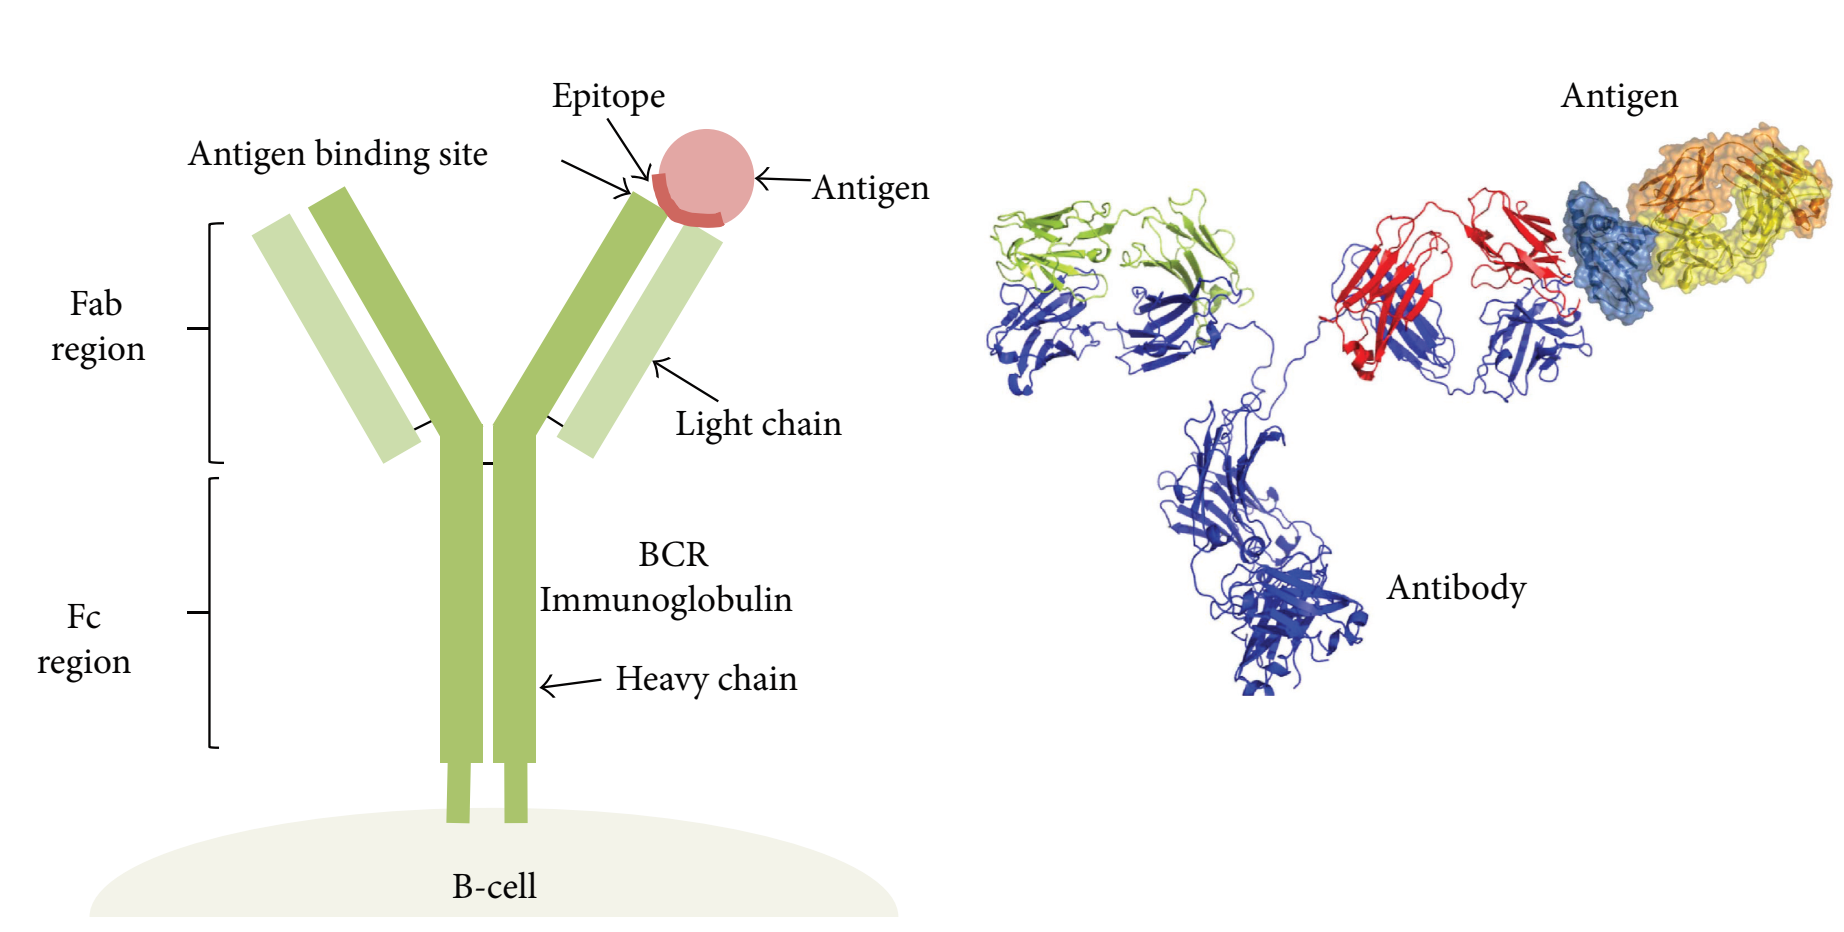 Epitope
Antigen binding site
Antigen
Fab
region
Light chain
BCR
Immunoglobulin
Fc
region
Heavy chain
B-cell
Antigen
Antibody